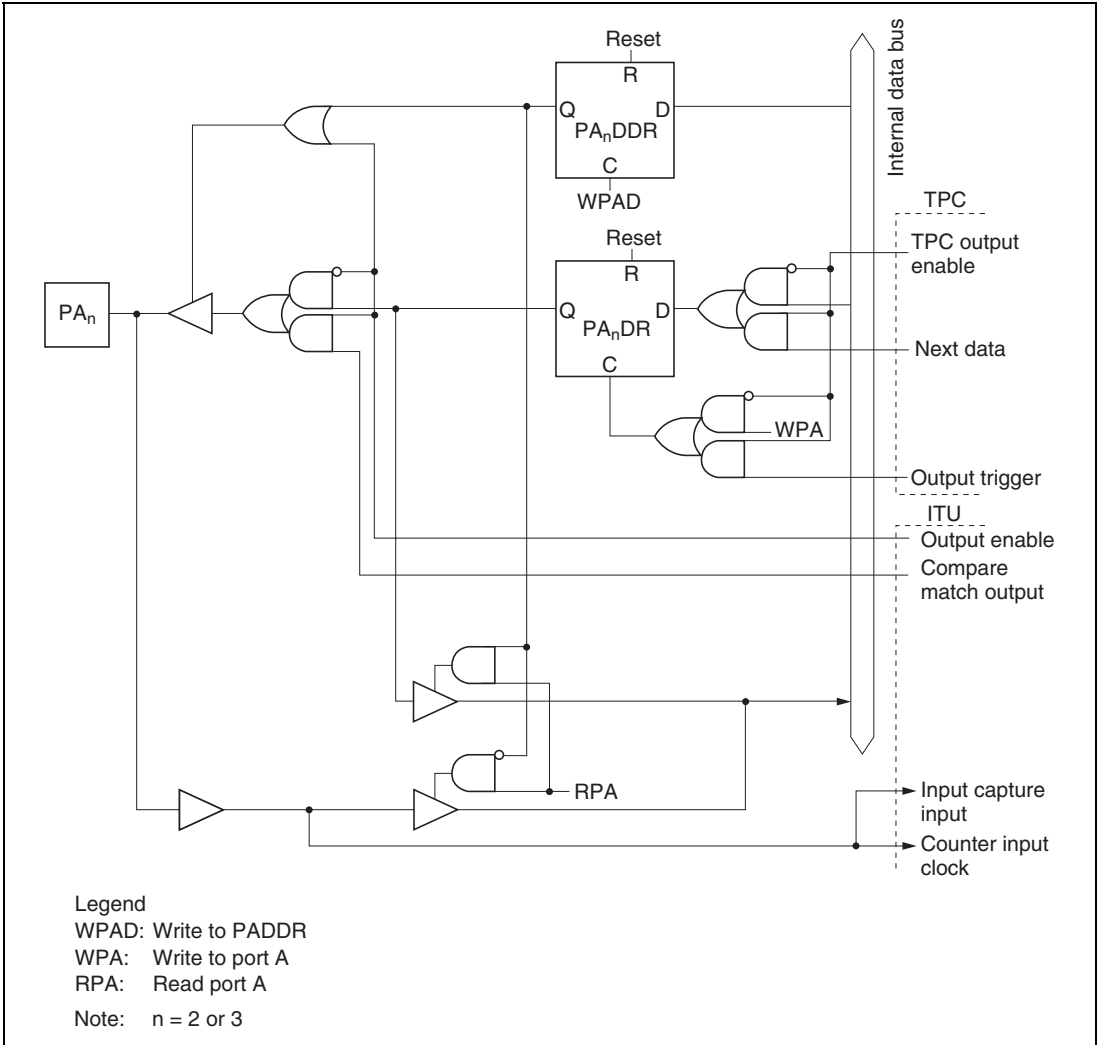 Reset
R
Q D
PAnDDR
C
WPAD
Internal data bus
TPC
TPC output
enable
Reset
R
Q D
PAnDR
C
PAn
Next data
WPA
Output trigger
ITU
Output enable
Compare
match output
RPA
Input capture
input
Counter input
clock
Legend
WPAD: Write to PADDR
WPA: Write to port A
RPA: Read port A
Note: n = 2 or 3